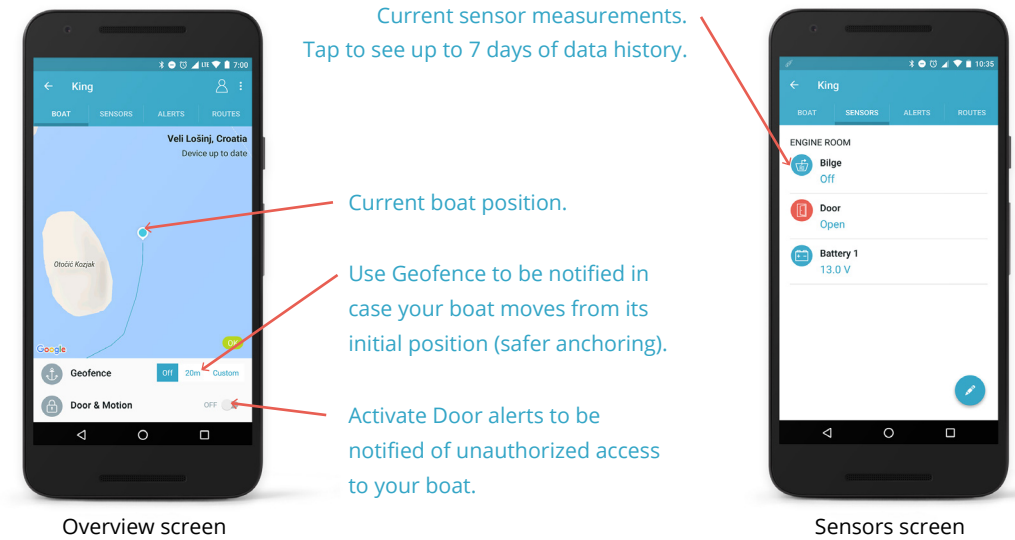 Current sensor measurements.
Tap to see up to 7 days of data history.
LTE 7:00
King
BOAT SENSORS ALERTS ROUTES
Veli Lošinj, Croatia
Device up to date
Otočić Kozjak
Google
OK
Geofence Off 20m Custom
Door & Motion OFF
Overview screen
Current boat position.
Use Geofence to be notified in
case your boat moves from its
initial position (safer anchoring).
Activate Door alerts to be
notified of unauthorized access
to your boat.
10:35
King
BOAT SENSORS ALERTS ROUTES
ENGINE ROOM
Bilge
Off
Door
Open
Battery 1
13.0 V
Sensors screen